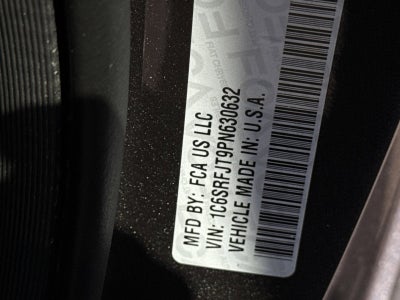 MFD BY: FCA US LLC
VIN: 1C6SRFJT9PN630632
VEHICLE MADE IN: U.S.A.